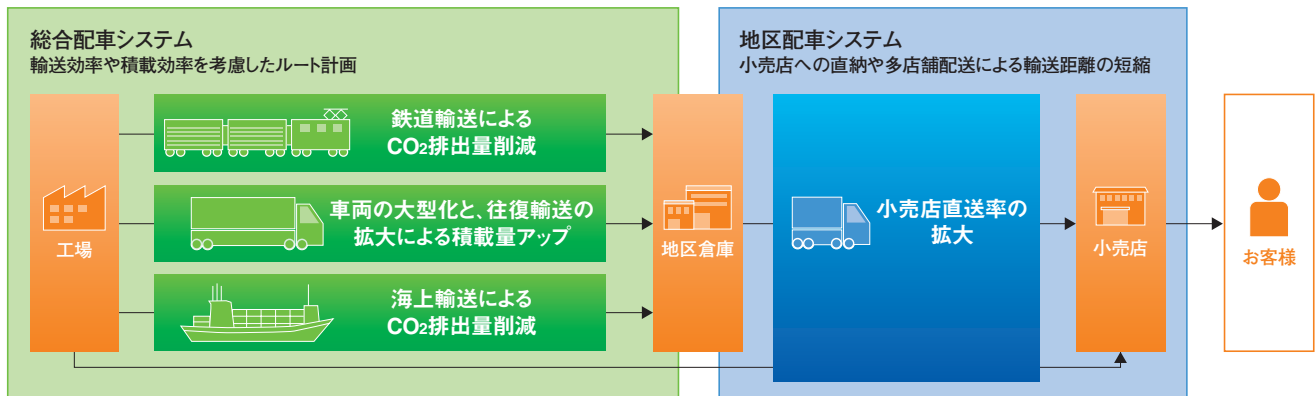 総合配車システム
輸送効率や積載効率を考慮したルート計画
工場
鉄道輸送による
CO₂排出量削減
車両の大型化と、往復輸送の
拡大による積載量アップ
海上輸送による
CO₂排出量削減
地区倉庫
地区配車システム
小売店への直納や多店舗配送による輸送距離の短縮
小売店直送率の
拡大
小売店
お客様